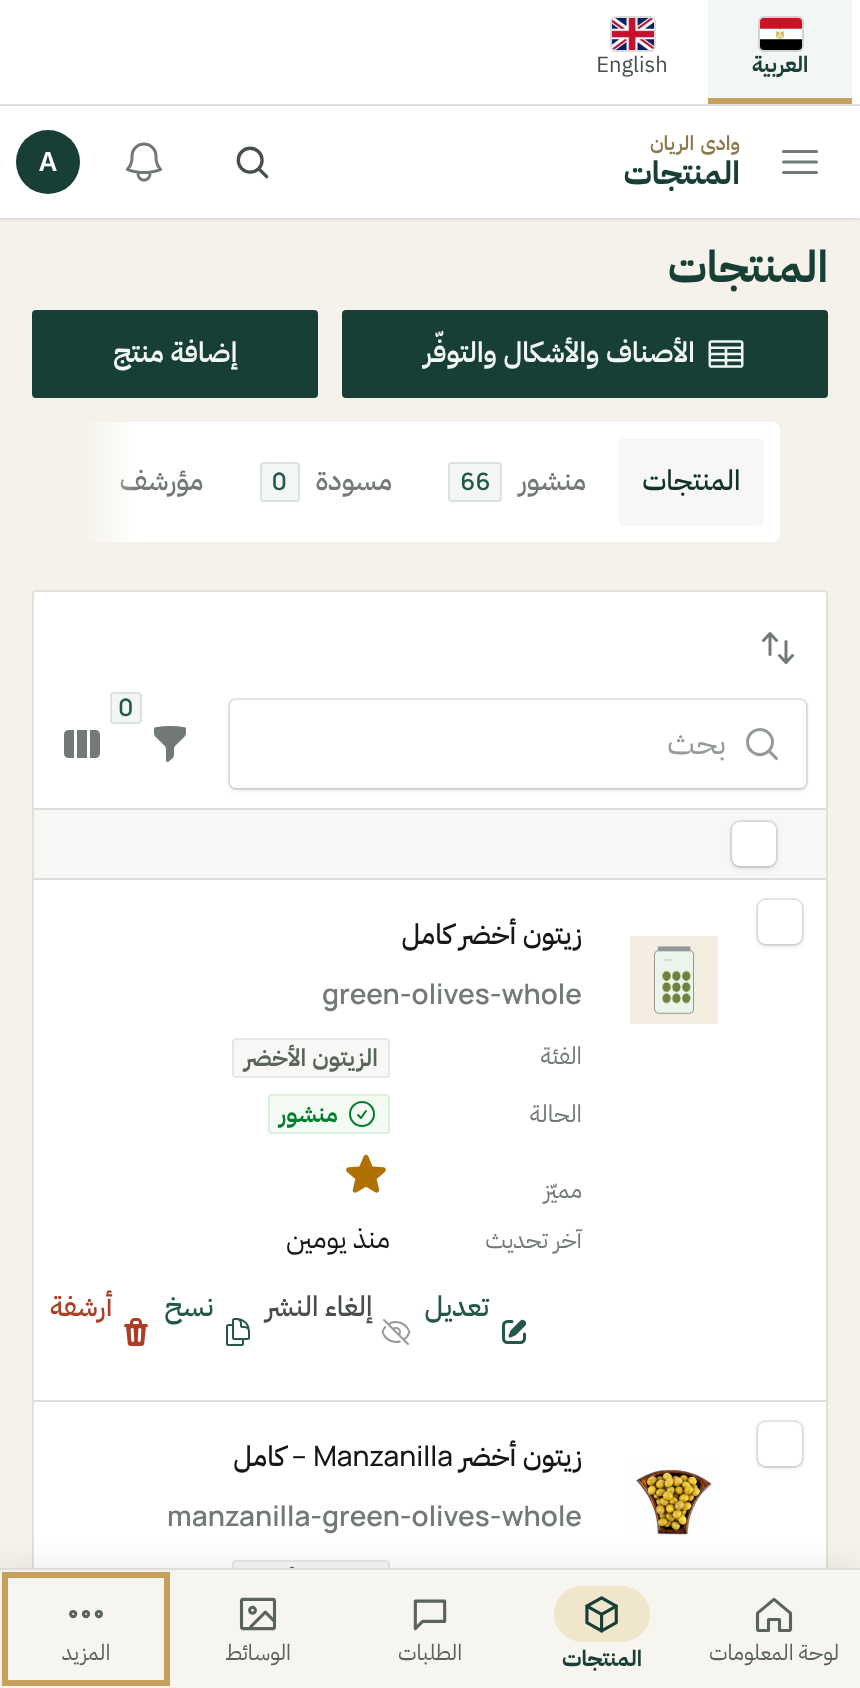 العربية
English
وادى الريان
المنتجات
A
المنتجات
الأصناف والأشكال والتوفّر
إضافة منتج
المنتجات
منشور 66
مسودة 0
مؤرشف
بحث
0
زيتون أخضر كامل
green-olives-whole
الفئة الزيتون الأخضر
الحالة منشور
مميّز
آخر تحديث منذ يومين
تعديل إلغاء النشر نسخ أرشفة
زيتون أخضر Manzanilla – كامل
manzanilla-green-olives-whole
لوحة المعلومات
المنتجات
الطلبات
الوسائط
المزيد